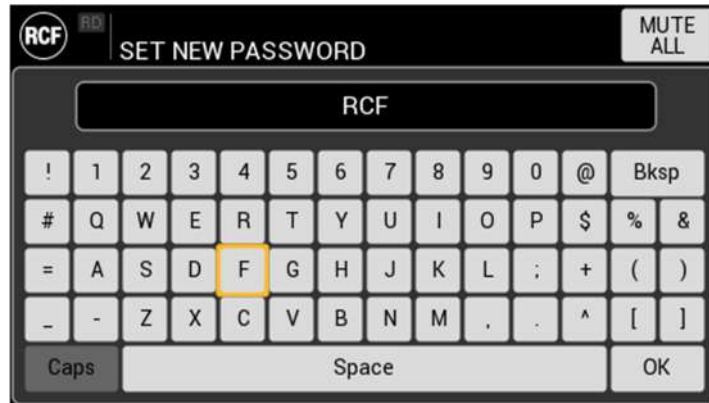 RCF RD SET NEW PASSWORD MUTE ALL
RCF
! 1 2 3 4 5 6 7 8 9 0 @ Bksp
# Q W E R T Y U I O P $ % &
= A S D F G H J K L ; + ( )
_ - Z X C V B N M , . ^ [ ]
Caps Space OK